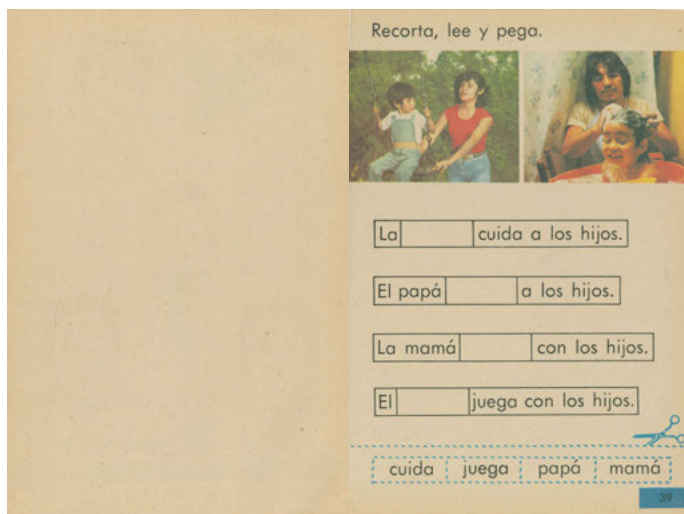 Recorta, lee y pega.
La cuida a los hijos.
El papá a los hijos.
La mamá con los hijos.
El juega con los hijos.
cuida juega papá mamá
39